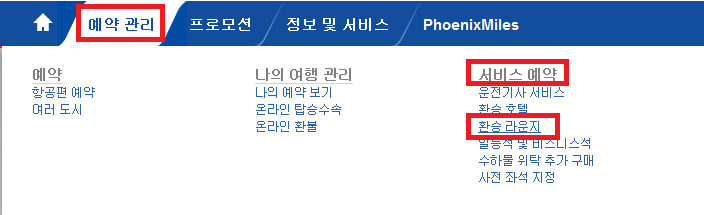 예약 관리 프로모션 정보 및 서비스 PhoenixMiles
예약 나의 여행 관리 서비스 예약
항공편 예약 나의 예약 보기 운전기사 서비스
여러 도시 온라인 탑승수속 환승 호텔
온라인 환불 환승 라운지
일등석 및 비즈니스석
수하물 위탁 추가 구매
사전 좌석 지정